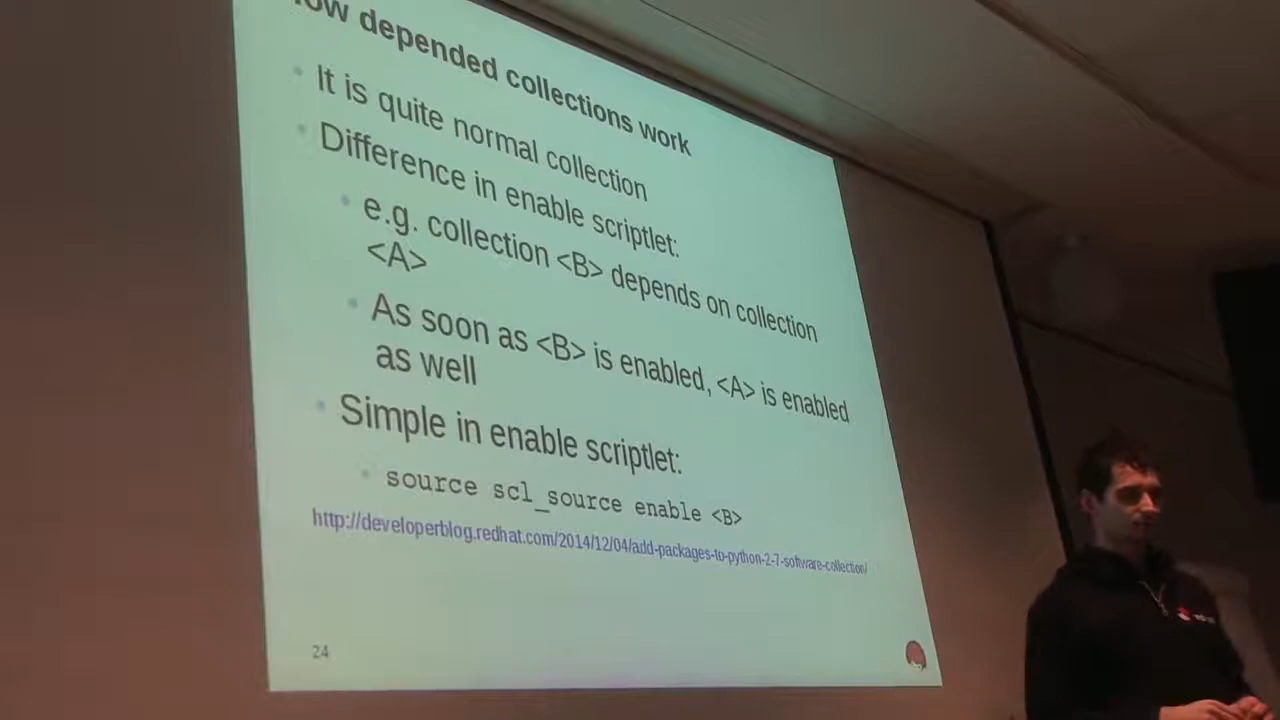 How depended collections work
It is quite normal collection
Difference in enable scriptlet:
e.g. collection <B> depends on collection
<A>
As soon as <B> is enabled, <A> is enabled
as well
Simple in enable scriptlet:
source scl_source enable <B>
http://developerblog.redhat.com/2014/12/04/add-packages-to-python-2-7-software-collection/
24